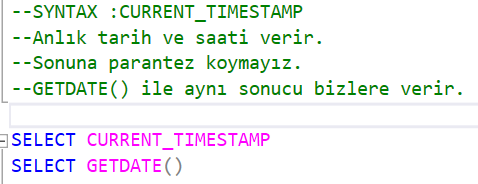 --SYNTAX :CURRENT_TIMESTAMP
--Anlık tarih ve saati verir.
--Sonuna parantez koymayız.
--GETDATE() ile aynı sonucu bizlere verir.
SELECT CURRENT_TIMESTAMP
SELECT GETDATE()